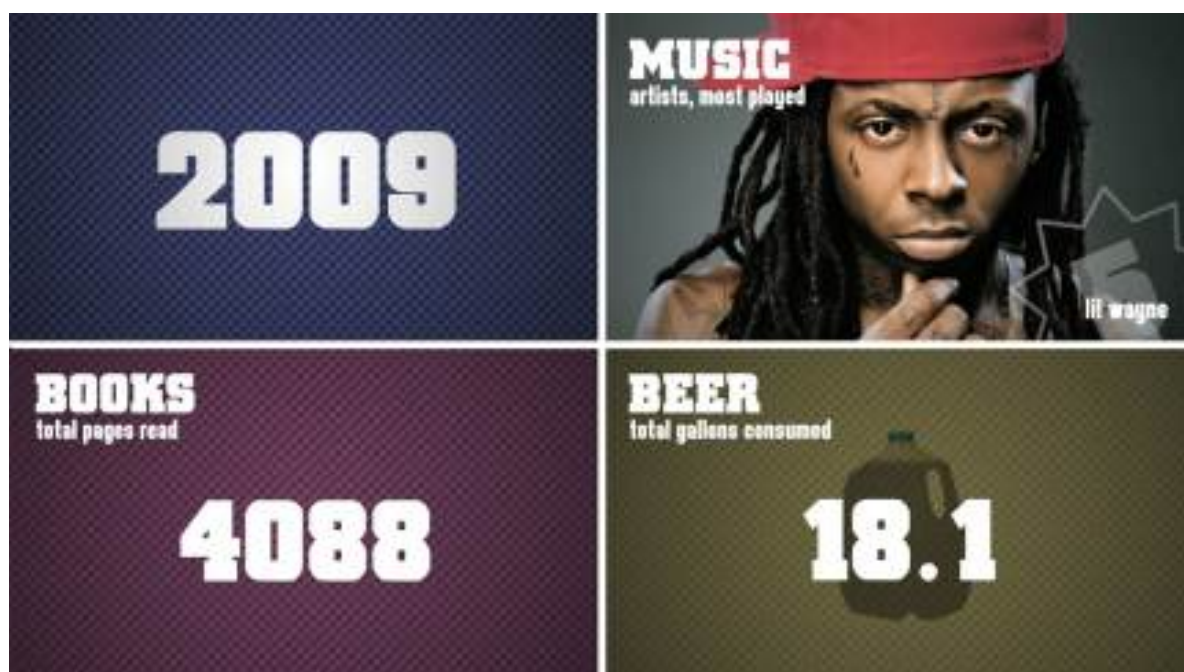 2009
MUSIC
artists, most played
5
lil wayne
BOOKS
total pages read
4088
BEER
total gallons consumed
18.1